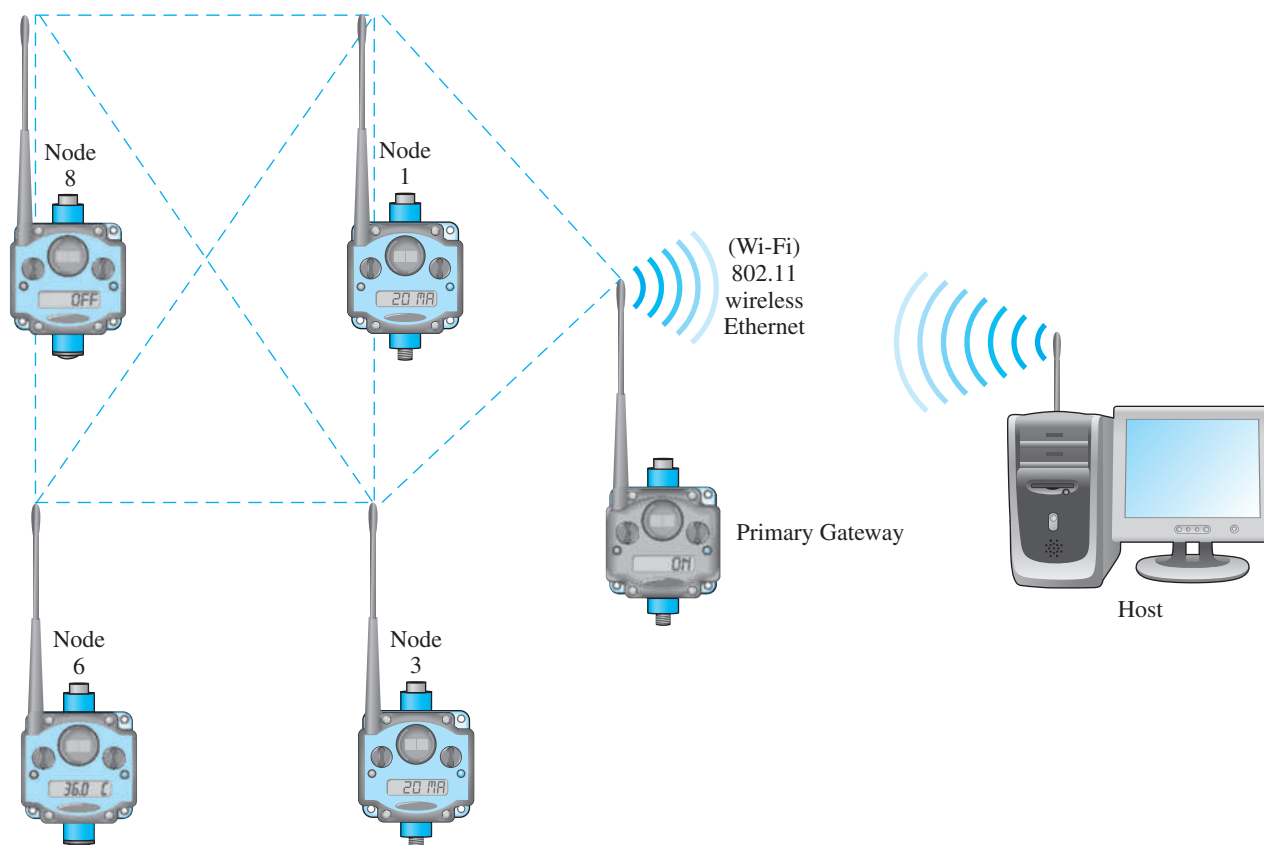 Node
8
OFF
Node
1
20 MA
(Wi-Fi)
802.11
wireless
Ethernet
ON
Primary Gateway
Host
Node
6
36.0 C
Node
3
20 MA